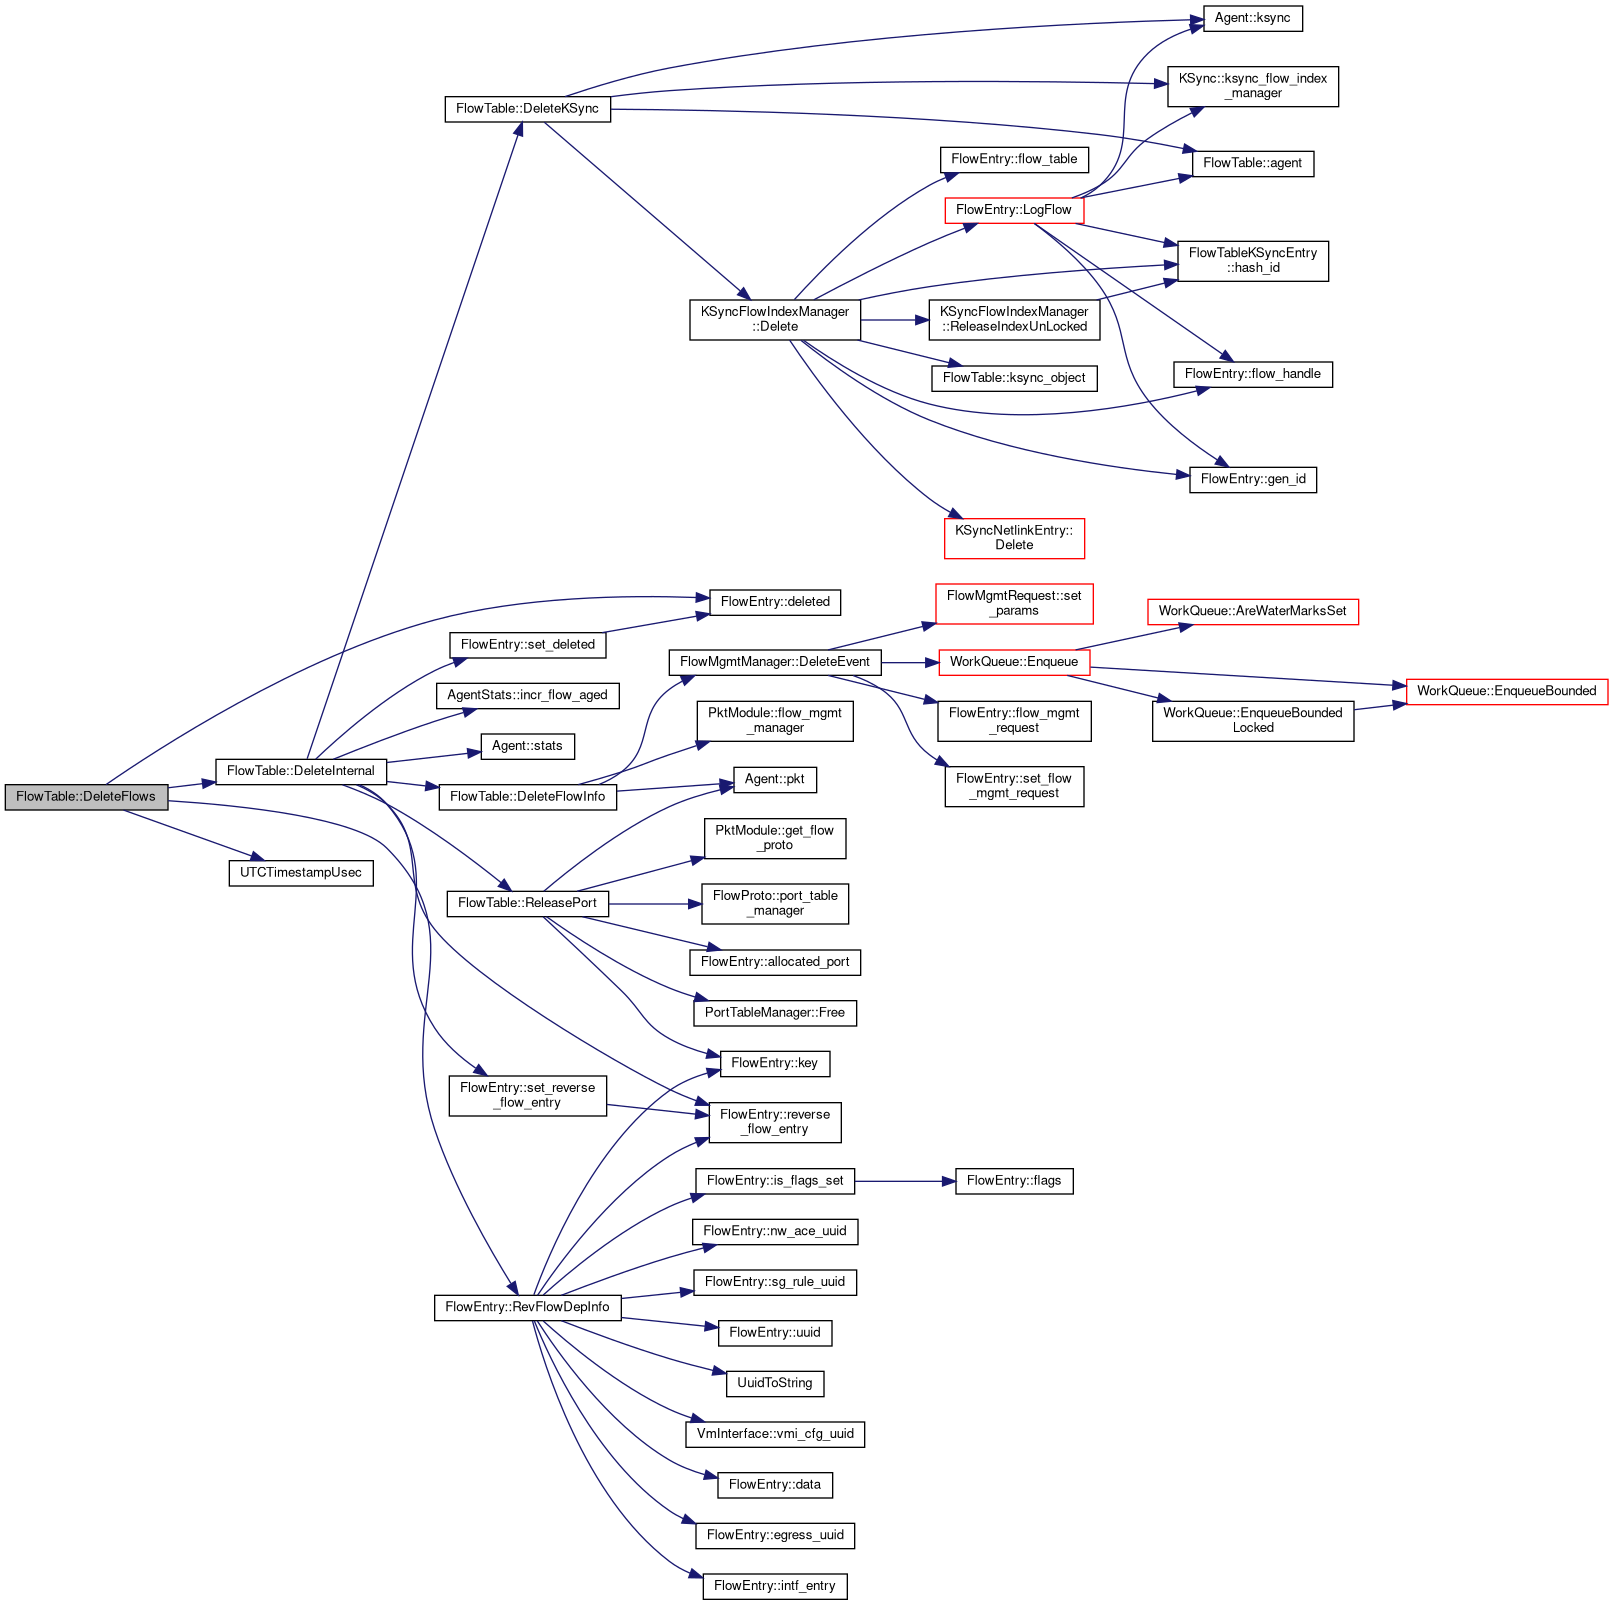 Agent::ksync
KSync::ksync_flow_index
_manager
FlowTable::DeleteKSync
FlowEntry::flow_table
FlowTable::agent
FlowEntry::LogFlow
FlowTableKSyncEntry
::hash_id
KSyncFlowIndexManager
::Delete
KSyncFlowIndexManager
::ReleaseIndexUnLocked
FlowTable::ksync_object
FlowEntry::flow_handle
FlowEntry::gen_id
KSyncNetlinkEntry::
Delete
FlowEntry::deleted
FlowMgmtRequest::set
_params
WorkQueue::AreWaterMarksSet
FlowEntry::set_deleted
FlowMgmtManager::DeleteEvent
WorkQueue::Enqueue
AgentStats::incr_flow_aged
WorkQueue::EnqueueBounded
PktModule::flow_mgmt
_manager
FlowEntry::flow_mgmt
_request
WorkQueue::EnqueueBounded
Locked
Agent::stats
FlowTable::DeleteInternal
Agent::pkt
FlowEntry::set_flow
_mgmt_request
FlowTable::DeleteFlows
FlowTable::DeleteFlowInfo
PktModule::get_flow
_proto
UTCTimestampUsec
FlowTable::ReleasePort
FlowProto::port_table
_manager
FlowEntry::allocated_port
PortTableManager::Free
FlowEntry::key
FlowEntry::set_reverse
_flow_entry
FlowEntry::reverse
_flow_entry
FlowEntry::is_flags_set
FlowEntry::flags
FlowEntry::nw_ace_uuid
FlowEntry::sg_rule_uuid
FlowEntry::RevFlowDepInfo
FlowEntry::uuid
UuidToString
VmInterface::vmi_cfg_uuid
FlowEntry::data
FlowEntry::egress_uuid
FlowEntry::intf_entry